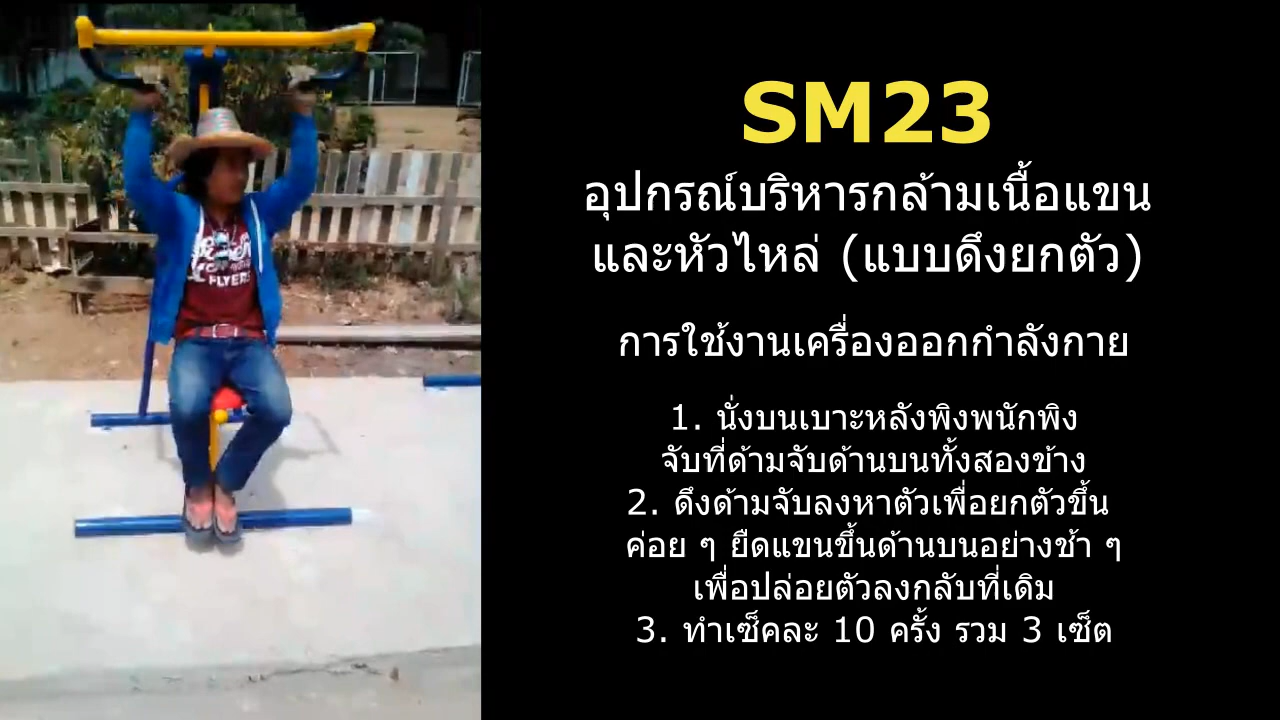 SM23
อุปกรณ์บริหารกล้ามเนื้อแขน
และหัวไหล่ (แบบดึงยกตัว)
การใช้งานเครื่องออกกำลังกาย
1. นั่งบนเบาะหลังพิงพนักพิง
จับที่ด้ามจับด้านบนทั้งสองข้าง
2. ดึงด้ามจับลงหาตัวเพื่อยกตัวขึ้น
ค่อย ๆ ยืดแขนขึ้นด้านบนอย่างช้า ๆ
เพื่อปล่อยตัวลงกลับที่เดิม
3. ทำเซ็คละ 10 ครั้ง รวม 3 เซ็ต
FLYERS